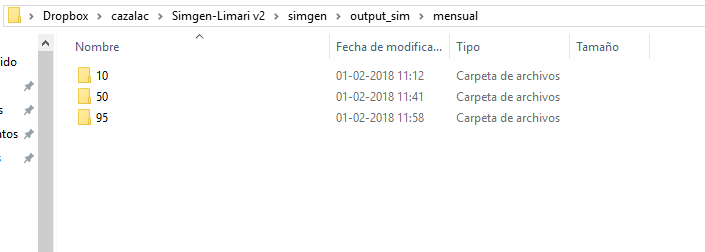 Dropbox > cazalac > Simgen-Limari v2 > simgen > output_sim > mensual
Nombre Fecha de modifica... Tipo Tamaño
ido
10 01-02-2018 11:12 Carpeta de archivos
50 01-02-2018 11:41 Carpeta de archivos
s
95 01-02-2018 11:58 Carpeta de archivos
ntos
s